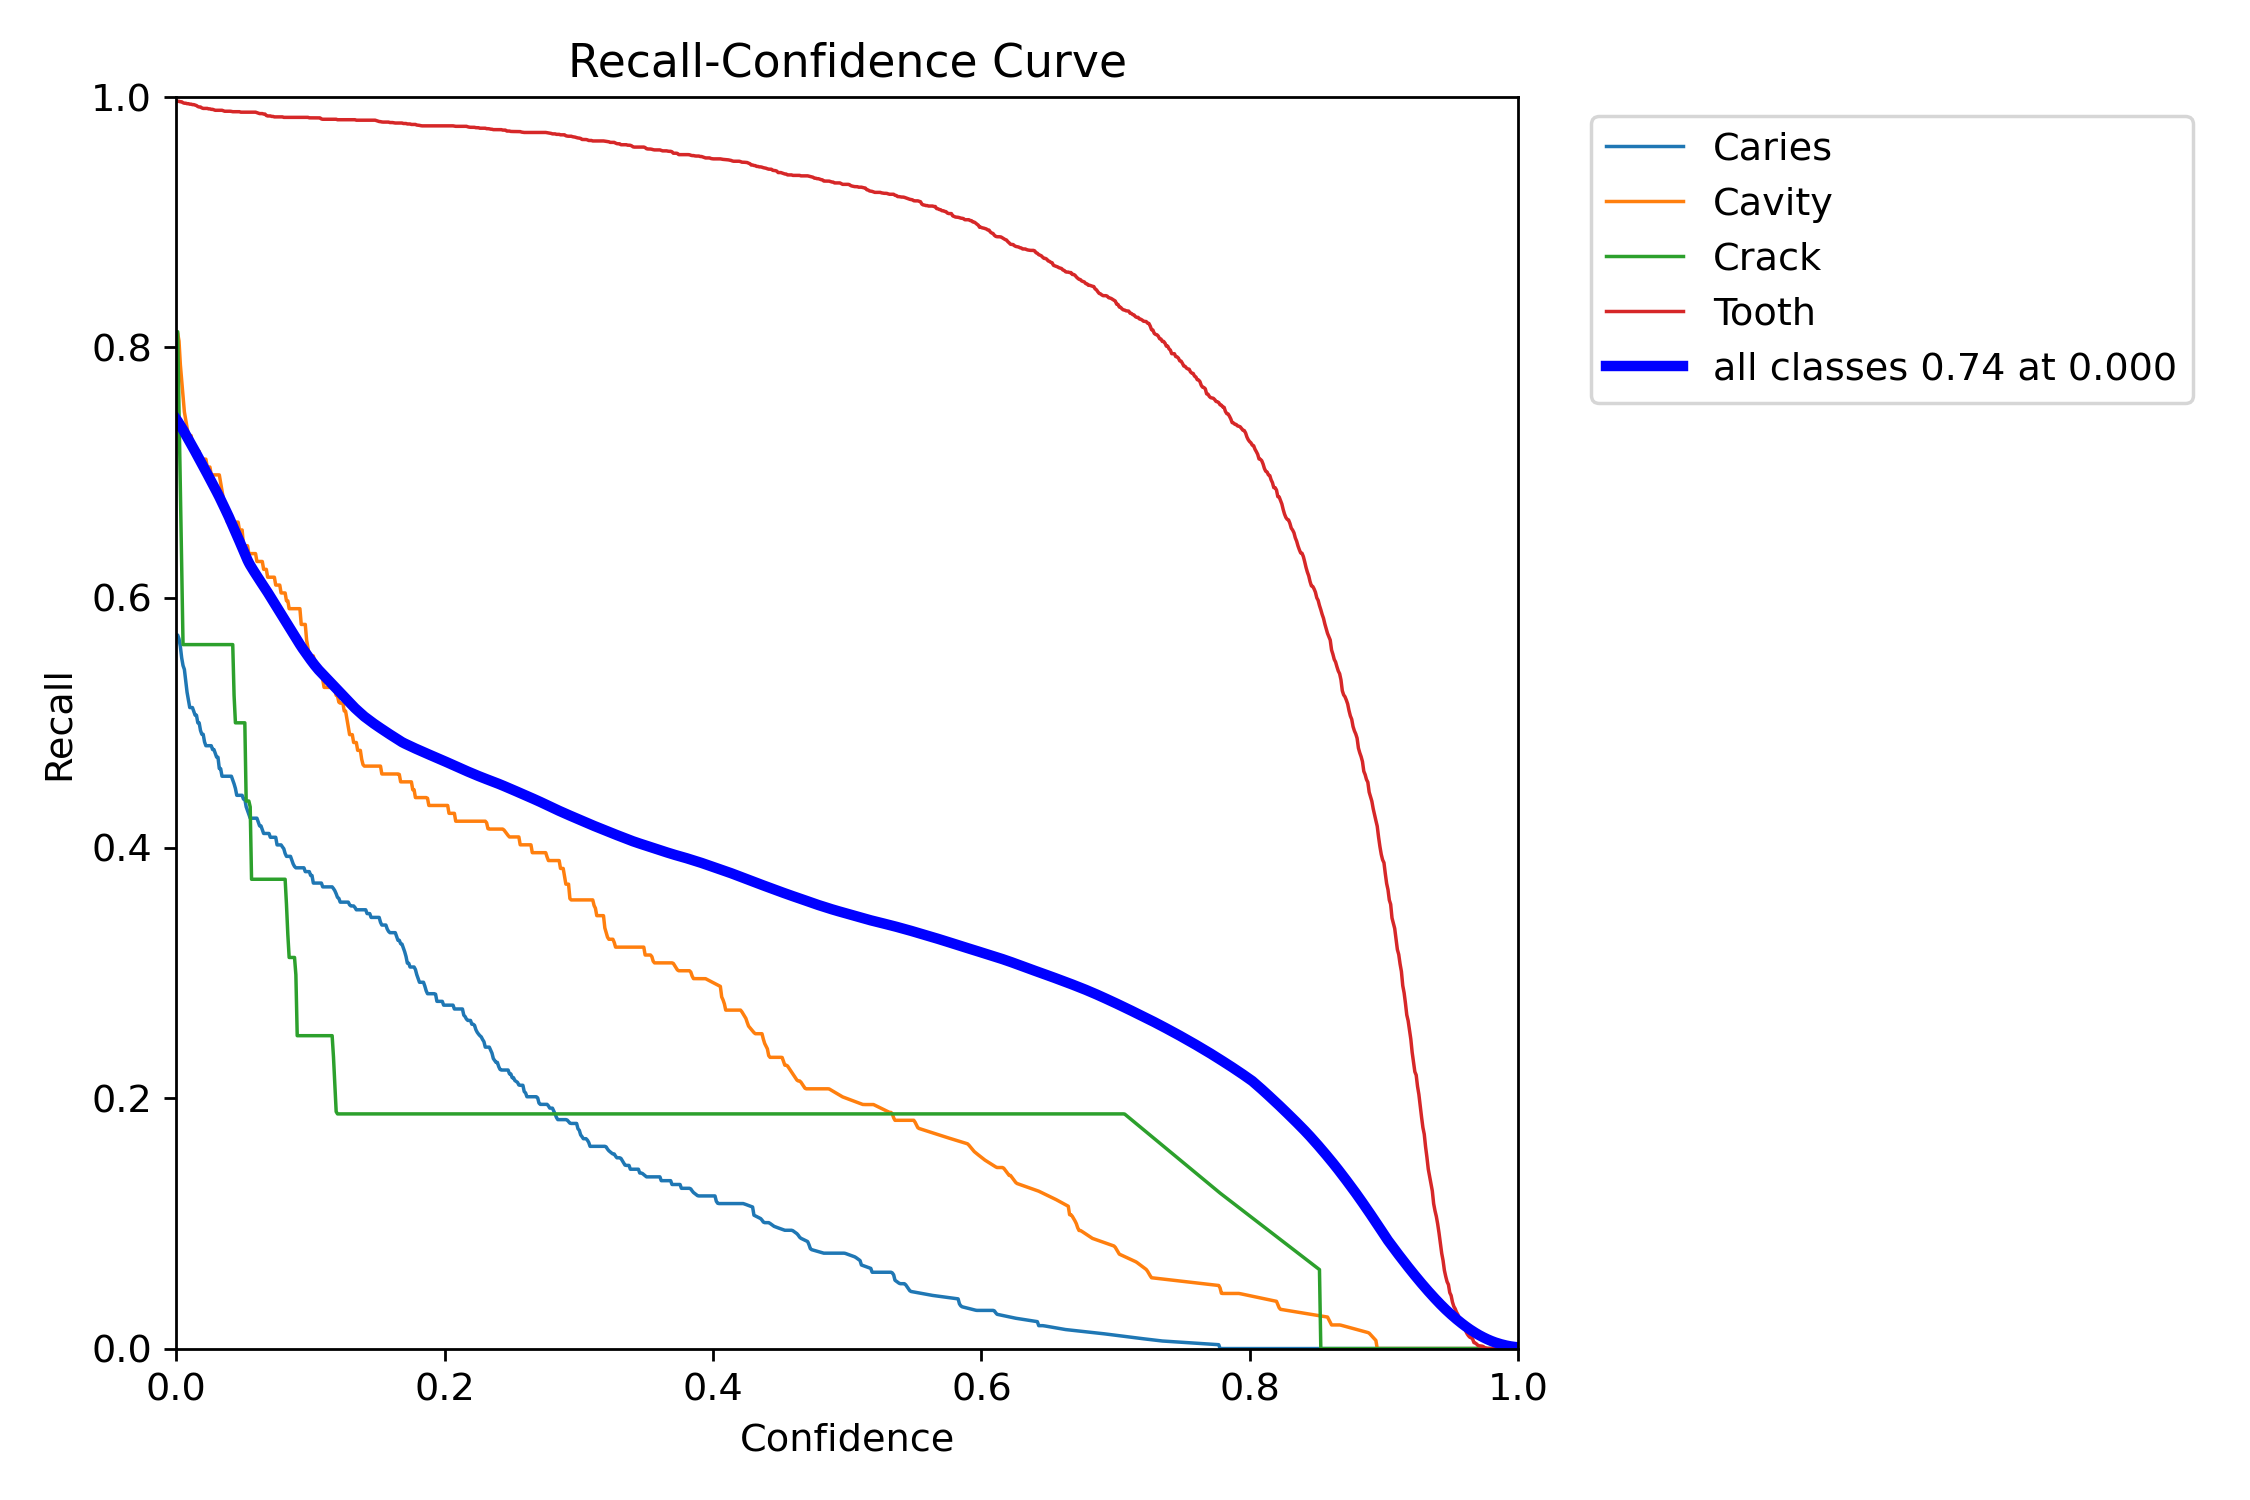 Recall-Confidence Curve
1.0
0.8
0.6
0.4
0.2
0.0
Recall
0.0 0.2 0.4 0.6 0.8 1.0
Confidence
Caries
Cavity
Crack
Tooth
all classes 0.74 at 0.000